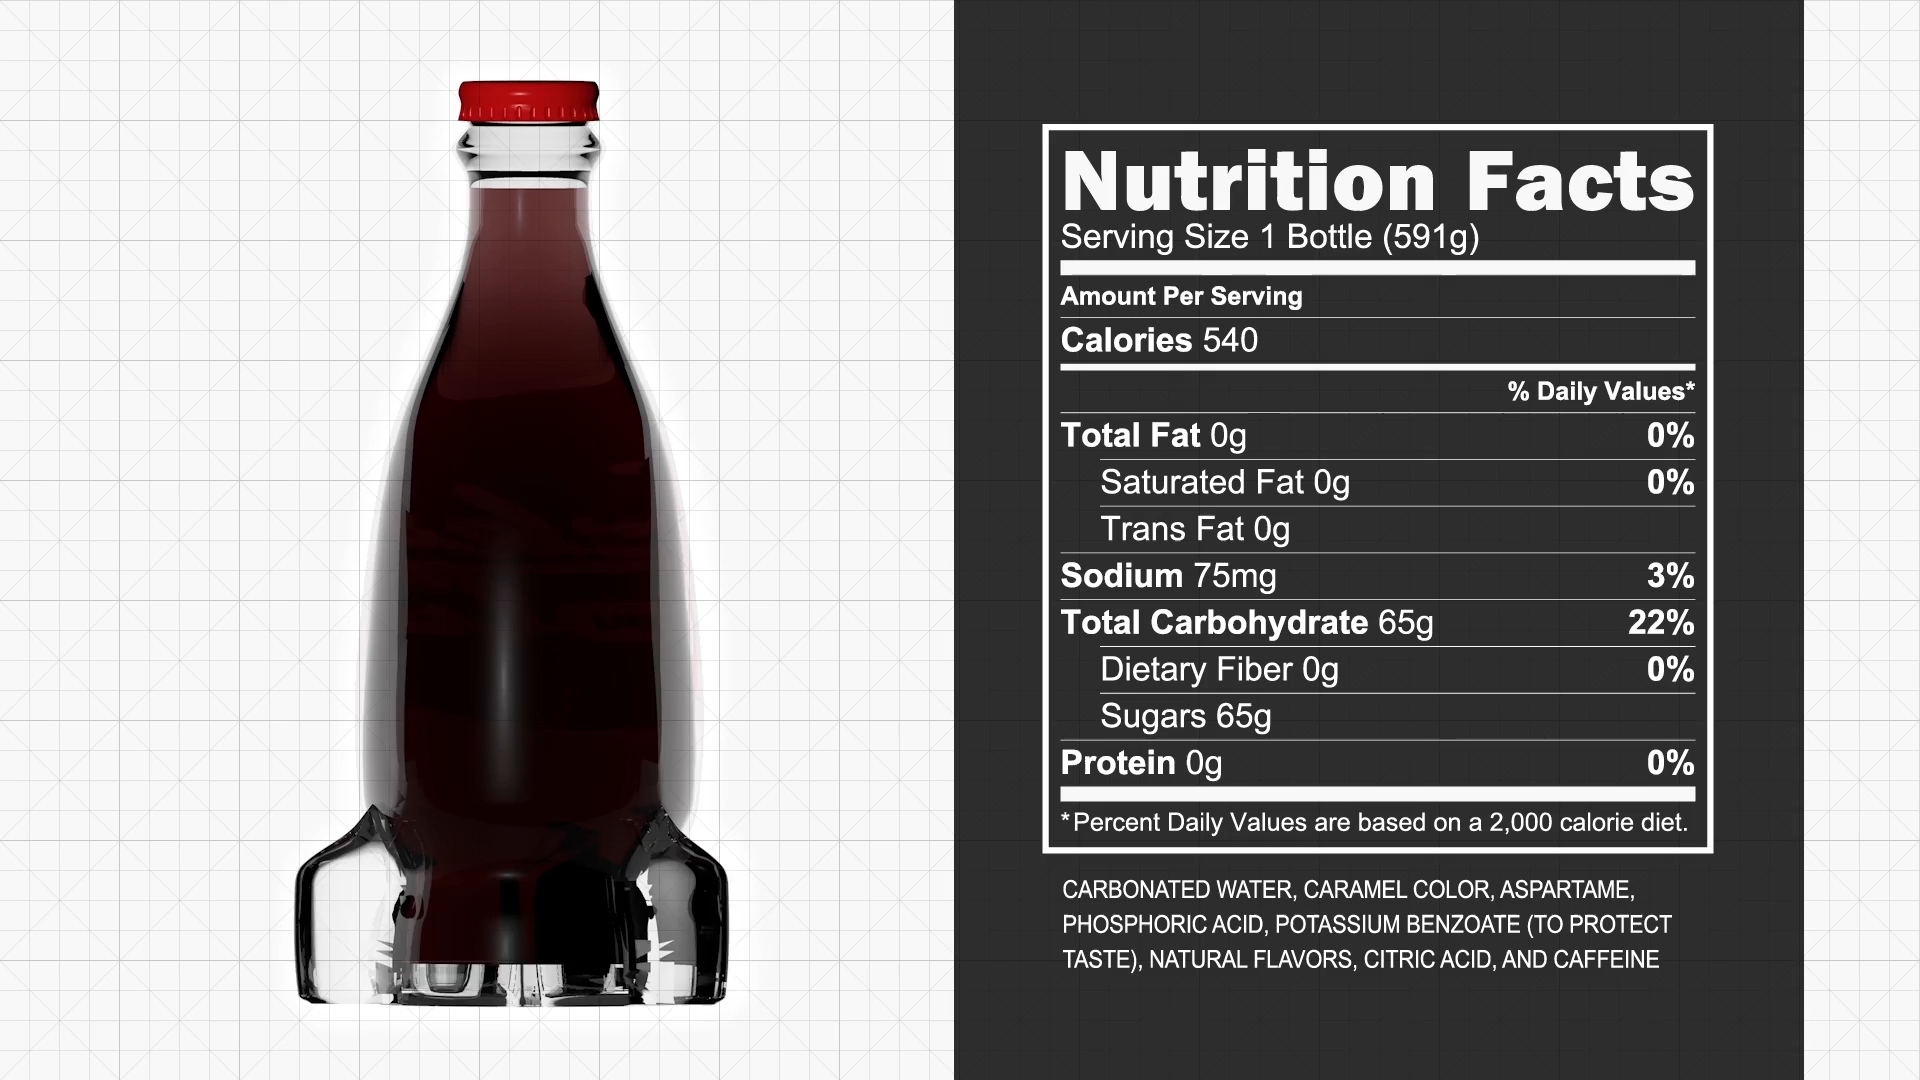 Nutrition Facts
Serving Size 1 Bottle (591g)
Amount Per Serving
Calories 540
% Daily Values*
Total Fat 0g 0%
Saturated Fat 0g 0%
Trans Fat 0g
Sodium 75mg 3%
Total Carbohydrate 65g 22%
Dietary Fiber 0g 0%
Sugars 65g
Protein 0g 0%
*Percent Daily Values are based on a 2,000 calorie diet.
CARBONATED WATER, CARAMEL COLOR, ASPARTAME,
PHOSPHORIC ACID, POTASSIUM BENZOATE (TO PROTECT
TASTE), NATURAL FLAVORS, CITRIC ACID, AND CAFFEINE